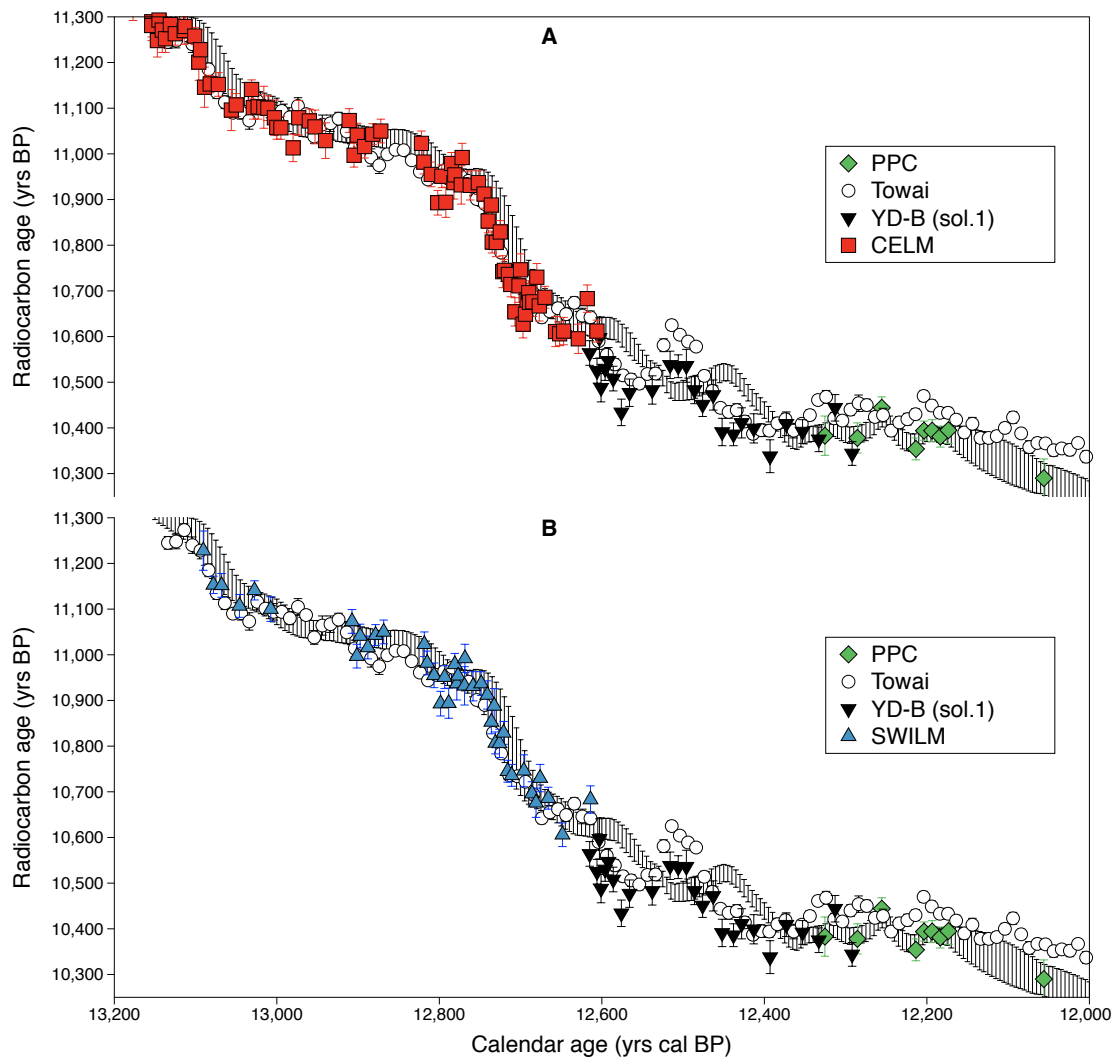 A
11,300
11,200
11,100
11,000
10,900
10,800
10,700
10,600
10,500
10,400
10,300
Radiocarbon age (yrs BP)
PPC
Towai
YD-B (sol.1)
CELM
B
11,300
11,200
11,100
11,000
10,900
10,800
10,700
10,600
10,500
10,400
10,300
Radiocarbon age (yrs BP)
PPC
Towai
YD-B (sol.1)
SWILM
13,200 13,000 12,800 12,600 12,400 12,200 12,000
Calendar age (yrs cal BP)